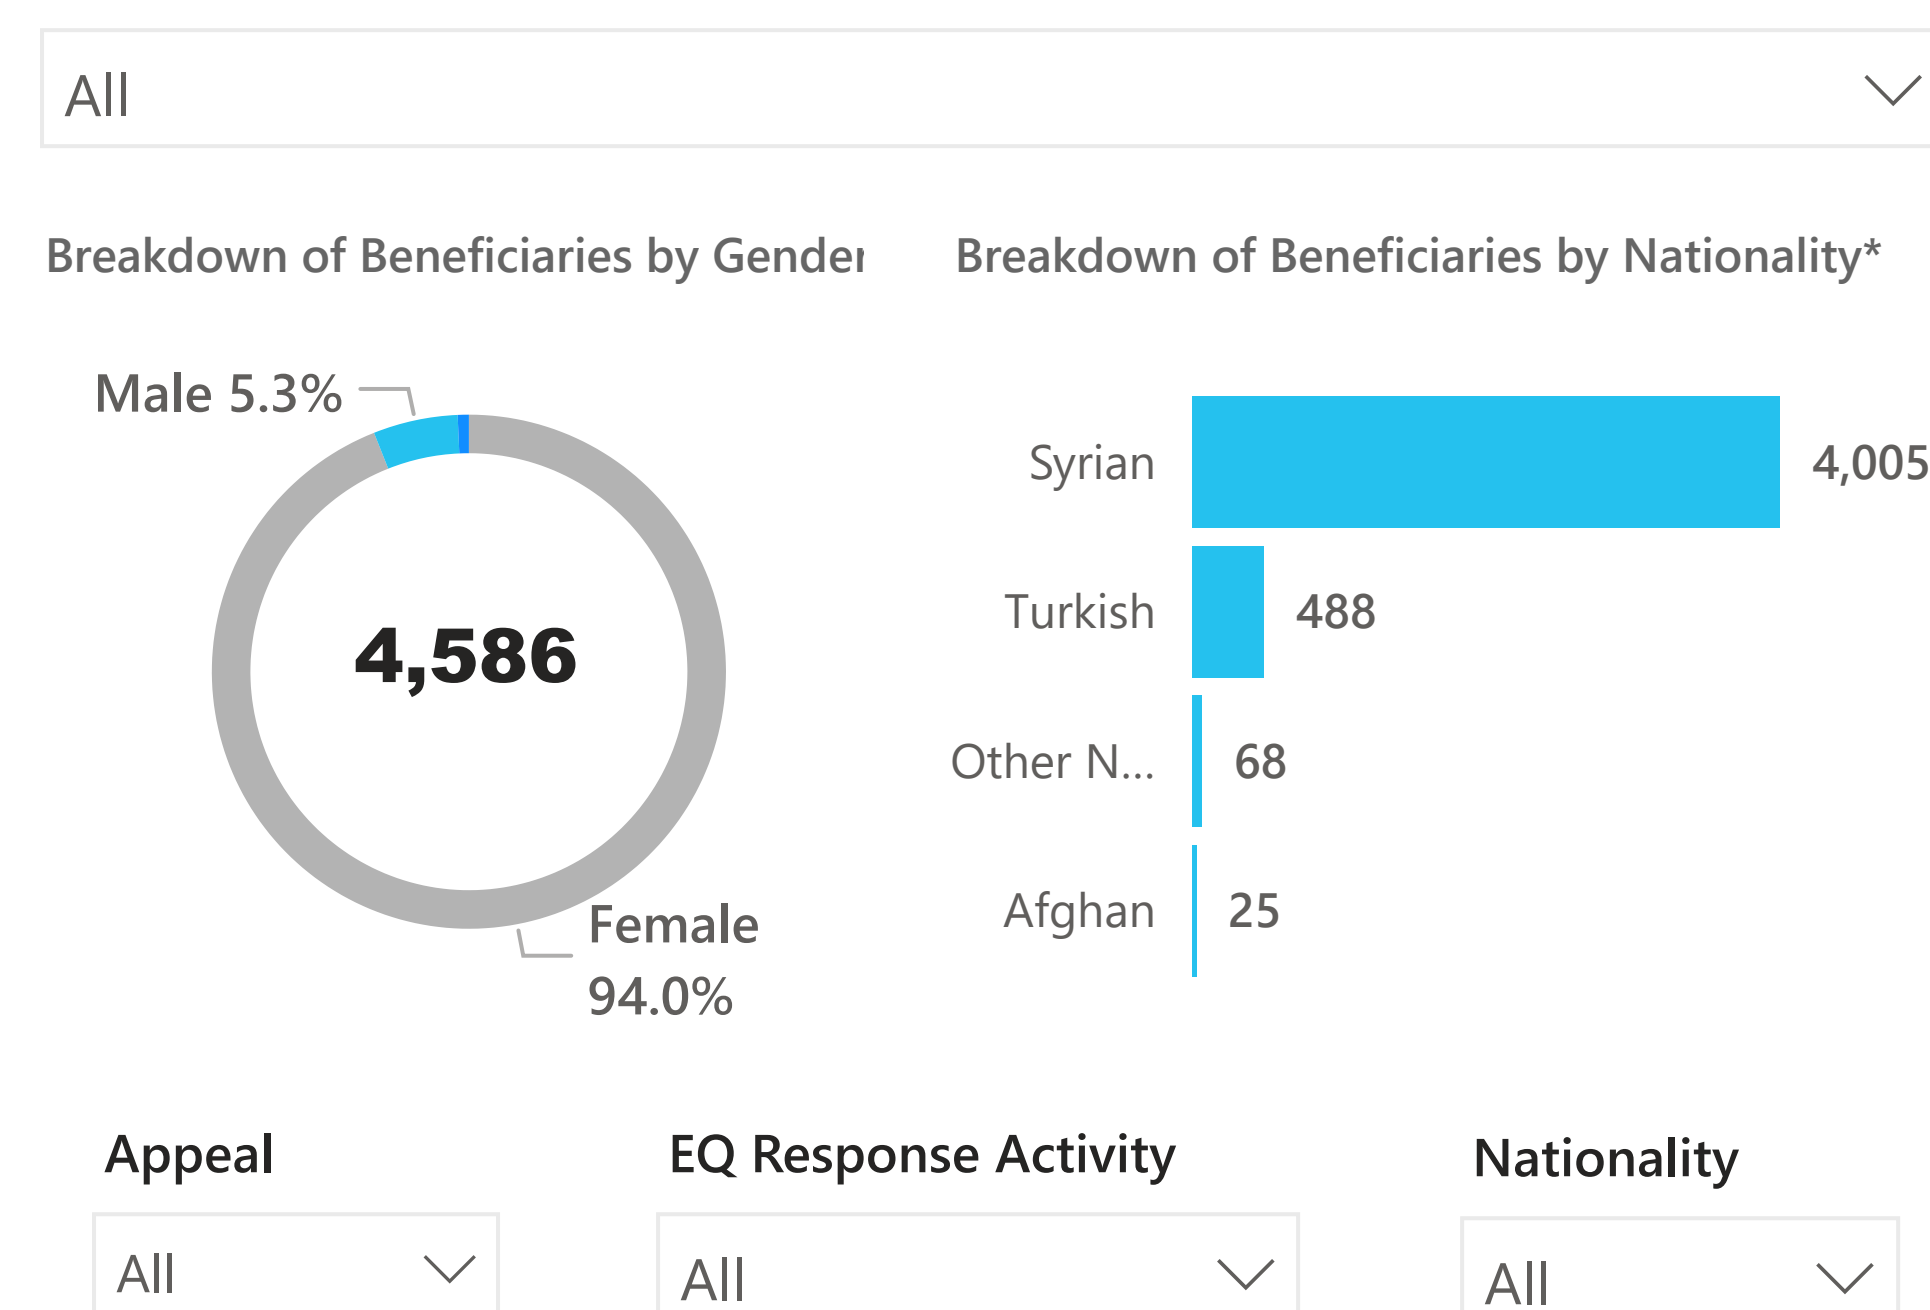 All
Breakdown of Beneficiaries by Gender
Breakdown of Beneficiaries by Nationality*
Male 5.3%
4,586
Female
94.0%
Syrian 4,005
Turkish 488
Other N... 68
Afghan 25
Appeal
EQ Response Activity
Nationality
All
All
All